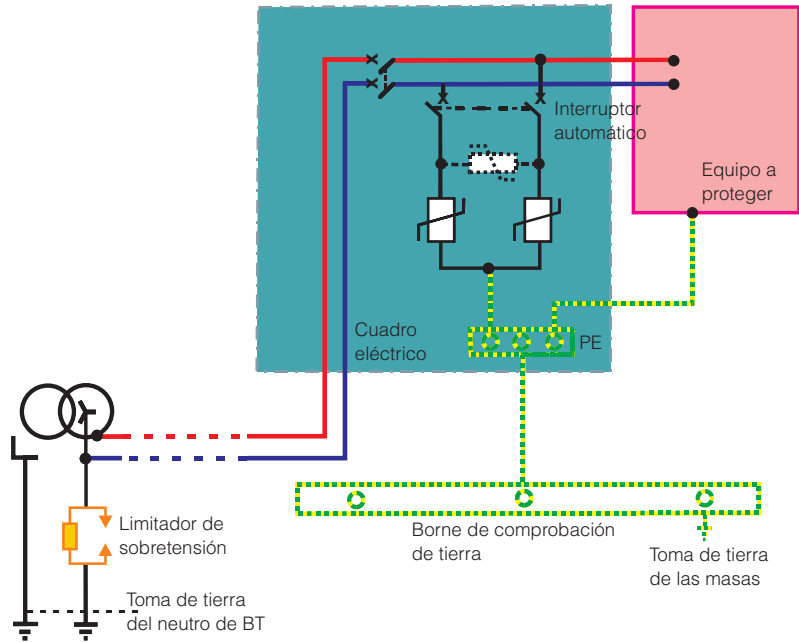 Interruptor
automático
Equipo a
proteger
Cuadro
eléctrico
PE
Limitador de
sobretensión
Borne de comprobación
de tierra
Toma de tierra
de las masas
Toma de tierra
del neutro de BT